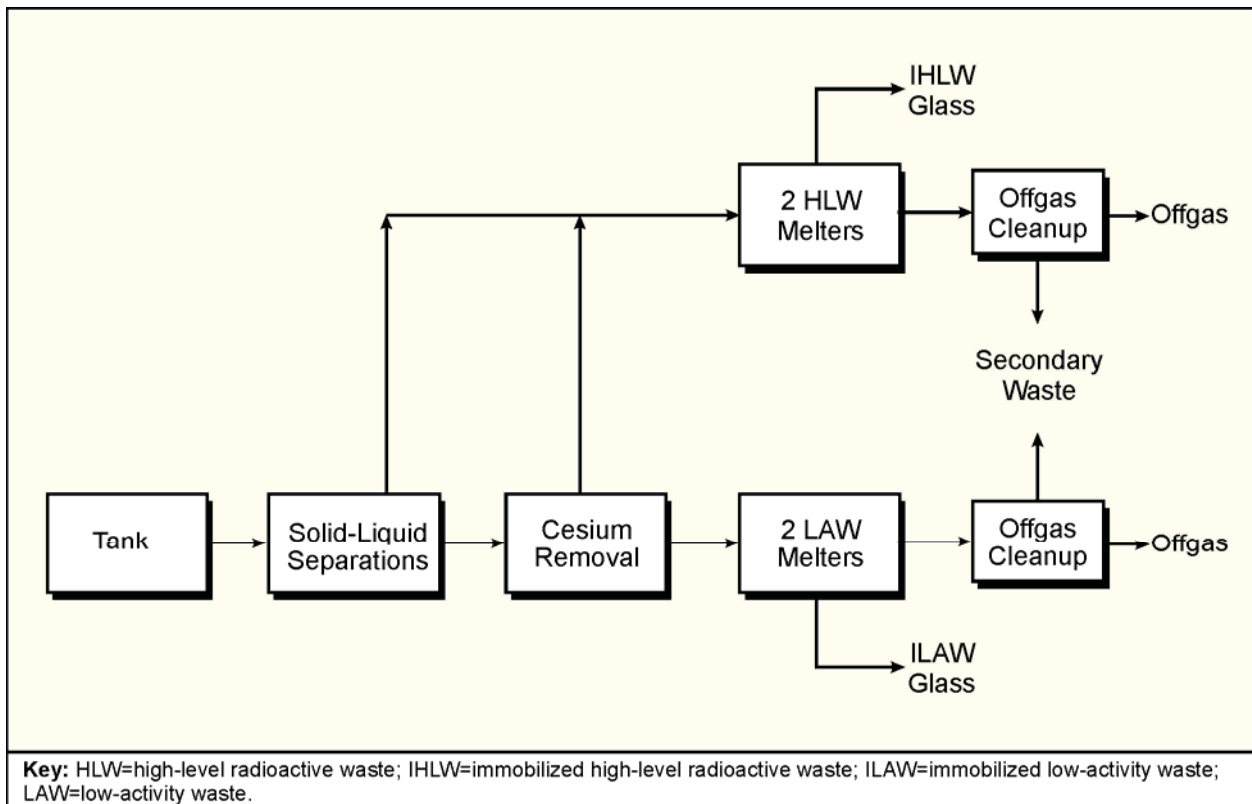 IHLW
Glass
2 HLW
Melters
Offgas
Cleanup
Offgas
Secondary
Waste
Tank
Solid-Liquid
Separations
Cesium
Removal
2 LAW
Melters
Offgas
Cleanup
Offgas
ILAW
Glass
Key: HLW=high-level radioactive waste; IHLW=immobilized high-level radioactive waste; ILAW=immobilized low-activity waste;
LAW=low-activity waste.